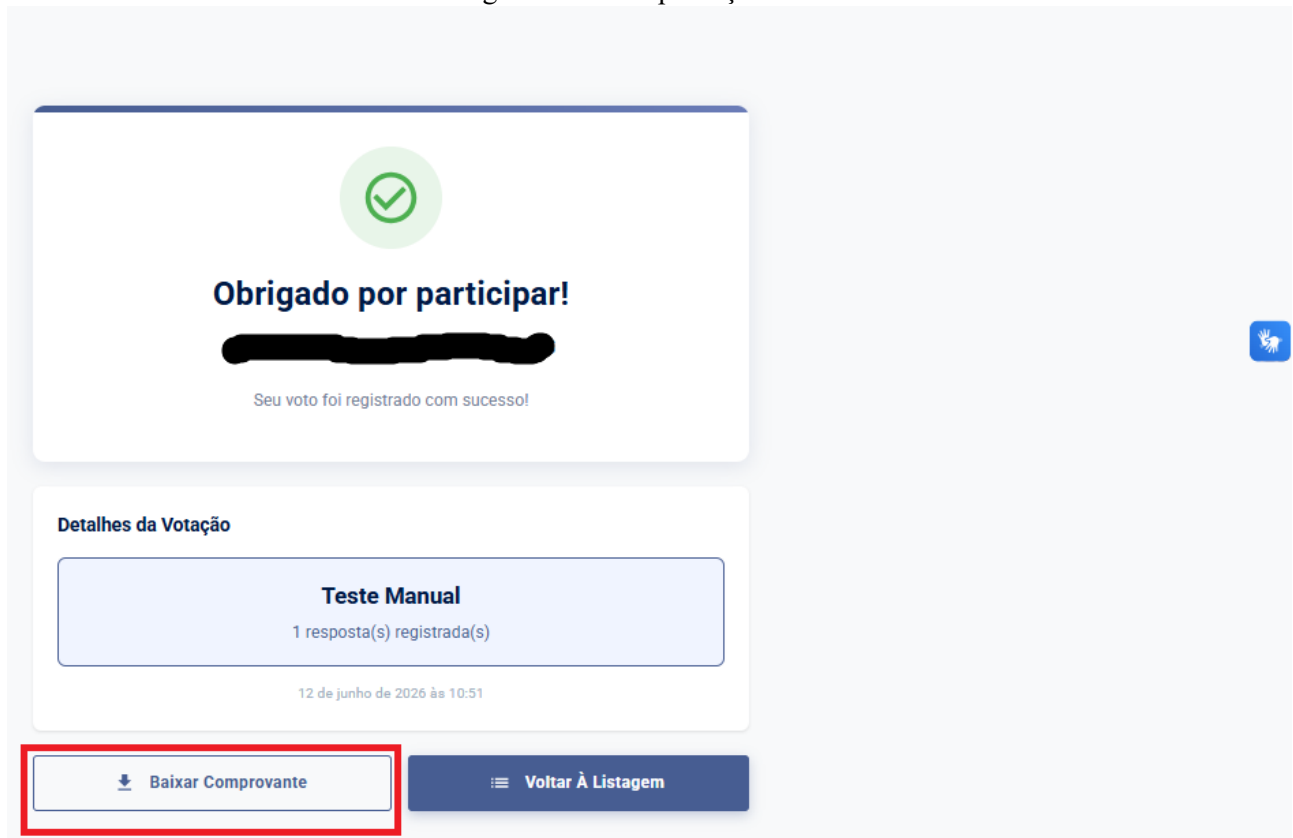 Obrigado por participar!
Seu voto foi registrado com sucesso!
Detalhes da Votação
Teste Manual
1 resposta(s) registrada(s)
12 de junho de 2026 às 10:51
Baixar Comprovante
Voltar À Listagem